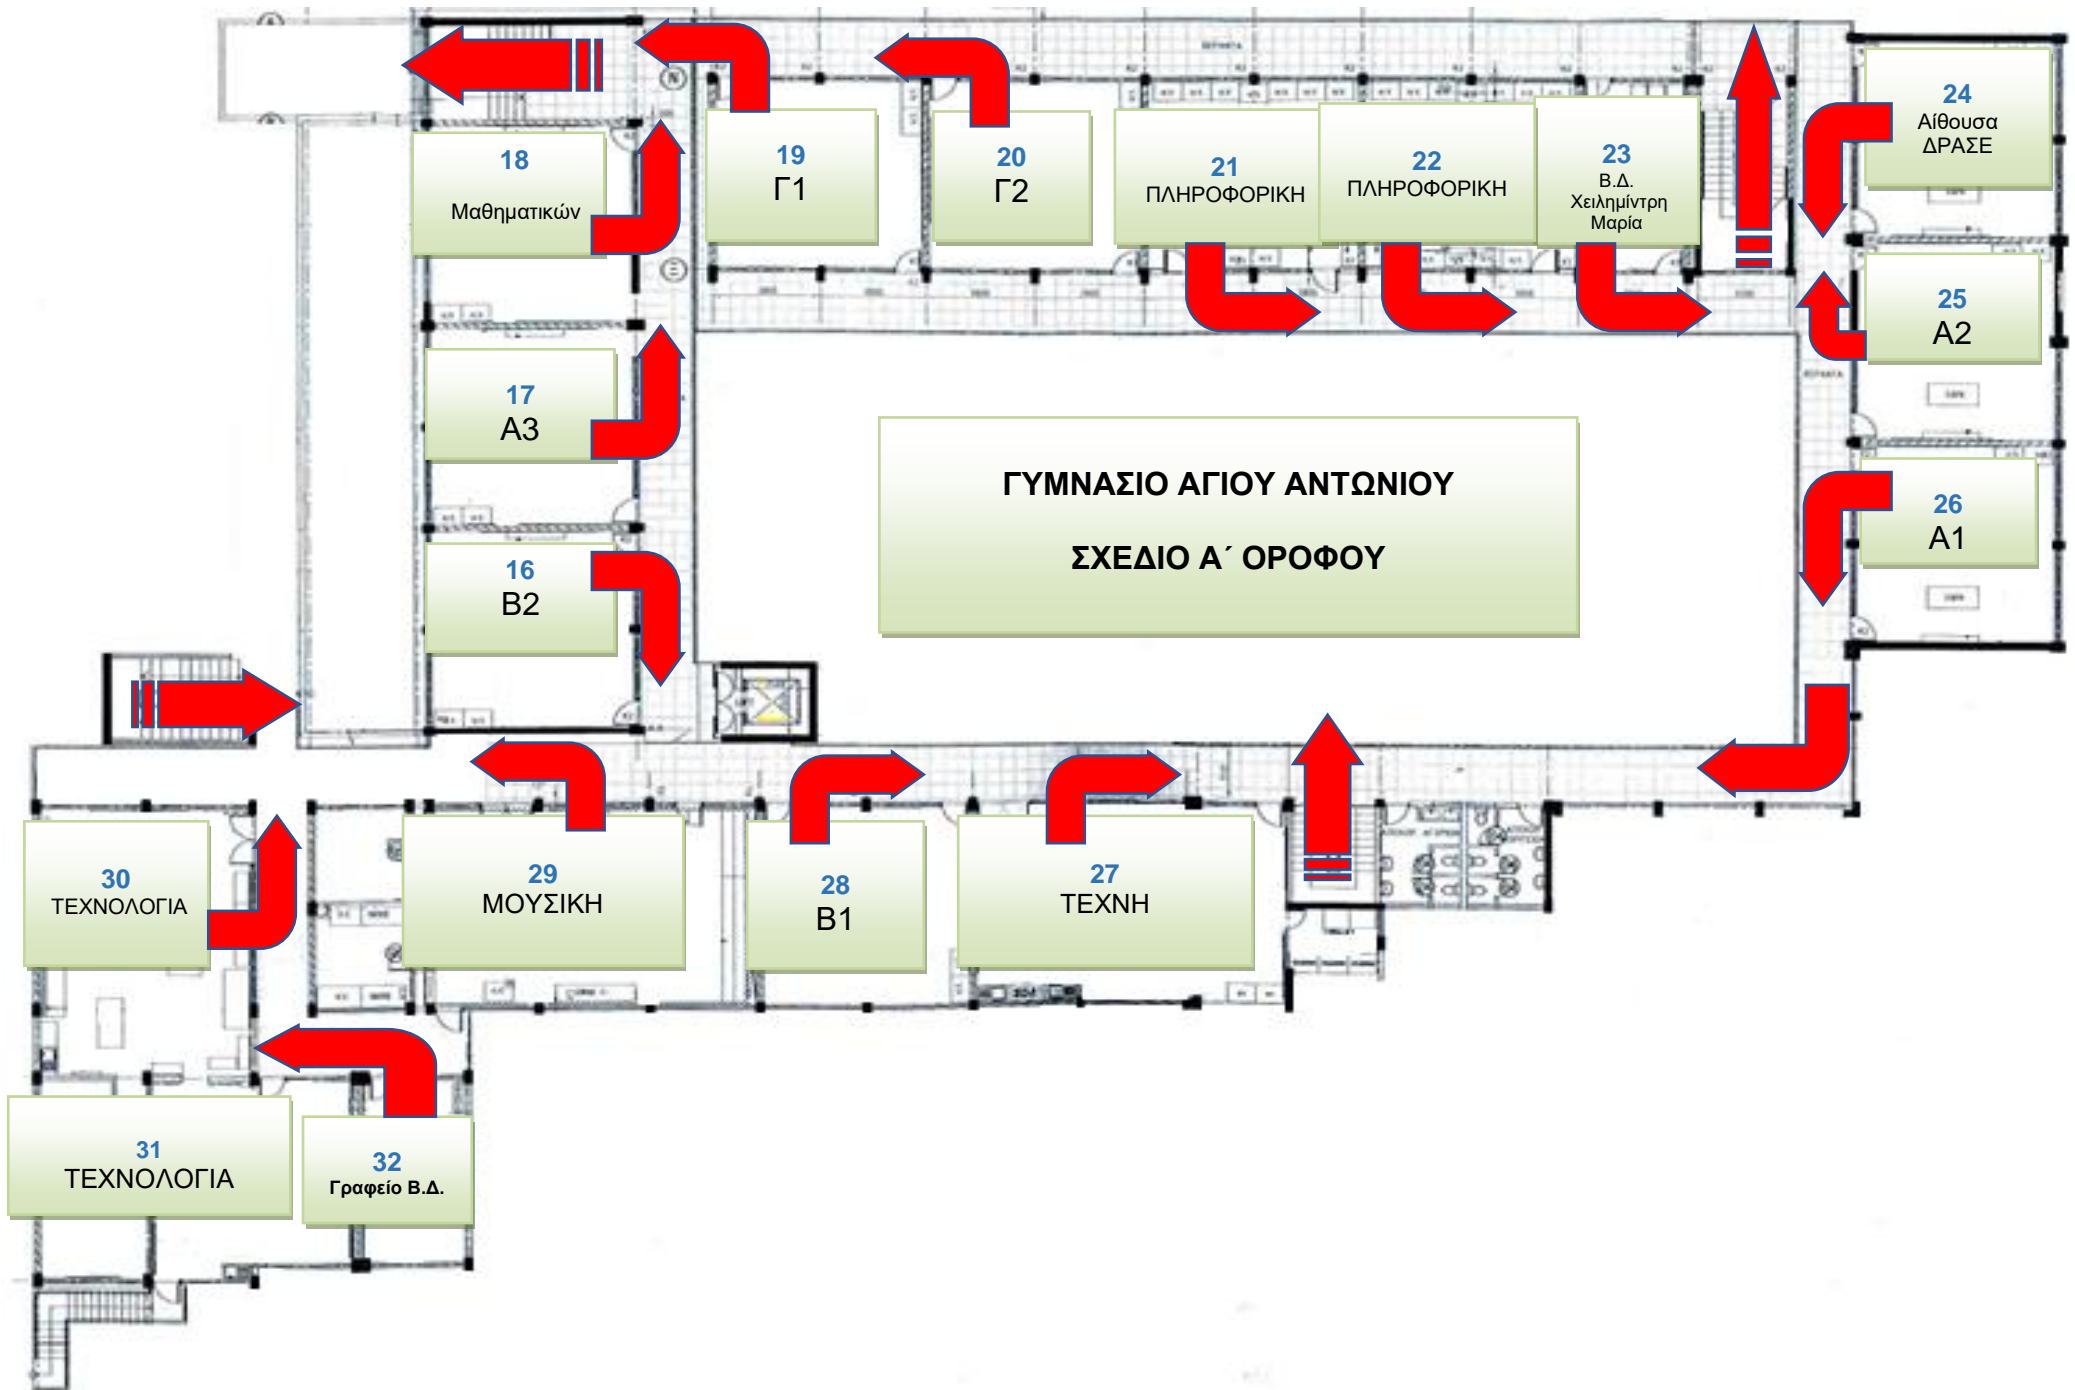 18
Μαθηματικών
19
Γ1
20
Γ2
21
ΠΛΗΡΟΦΟΡΙΚΗ
22
ΠΛΗΡΟΦΟΡΙΚΗ
23
Β.Δ.
Χειλημίντρη
Μαρία
24
Αίθουσα
ΔΡΑΣΕ
25
Α2
26
Α1
17
Α3
16
Β2
ΓΥΜΝΑΣΙΟ ΑΓΙΟΥ ΑΝΤΩΝΙΟΥ
ΣΧΕΔΙΟ Α΄ ΟΡΟΦΟΥ
30
ΤΕΧΝΟΛΟΓΙΑ
29
ΜΟΥΣΙΚΗ
28
Β1
27
ΤΕΧΝΗ
31
ΤΕΧΝΟΛΟΓΙΑ
32
Γραφείο Β.Δ.